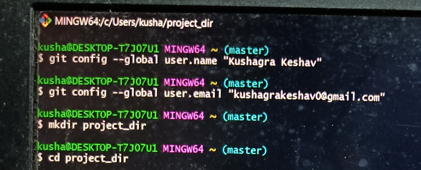 MINGW64:/c/Users/kusha/project_dir
kusha@DESKTOP-T7J07U1 MINGW64 ~ (master)
$ git config --global user.name "Kushagra Keshav"
kusha@DESKTOP-T7J07U1 MINGW64 ~ (master)
$ git config --global user.email "kushagrakeshav0@gmail.com"
kusha@DESKTOP-T7J07U1 MINGW64 ~ (master)
$ mkdir project_dir
kusha@DESKTOP-T7J07U1 MINGW64 ~ (master)
$ cd project_dir